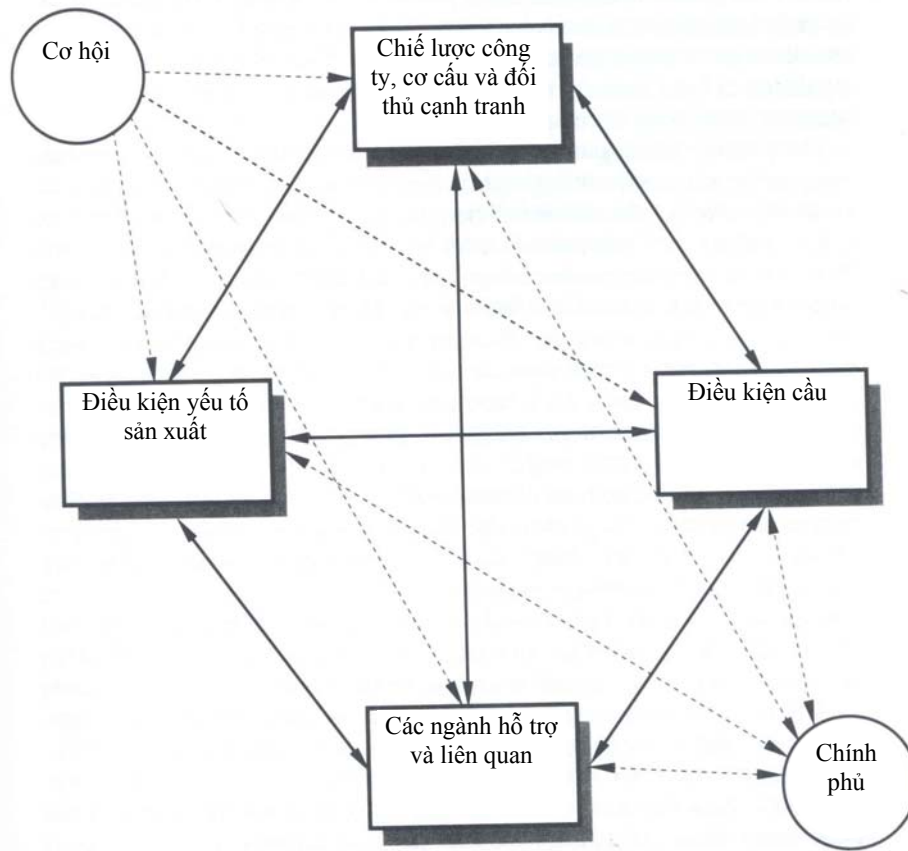 Cơ hội
Chiế lược công
ty, cơ cấu và đối
thủ cạnh tranh
Điều kiện yếu tố
sản xuất
Điều kiện cầu
Các ngành hỗ trợ
và liên quan
Chính
phủ